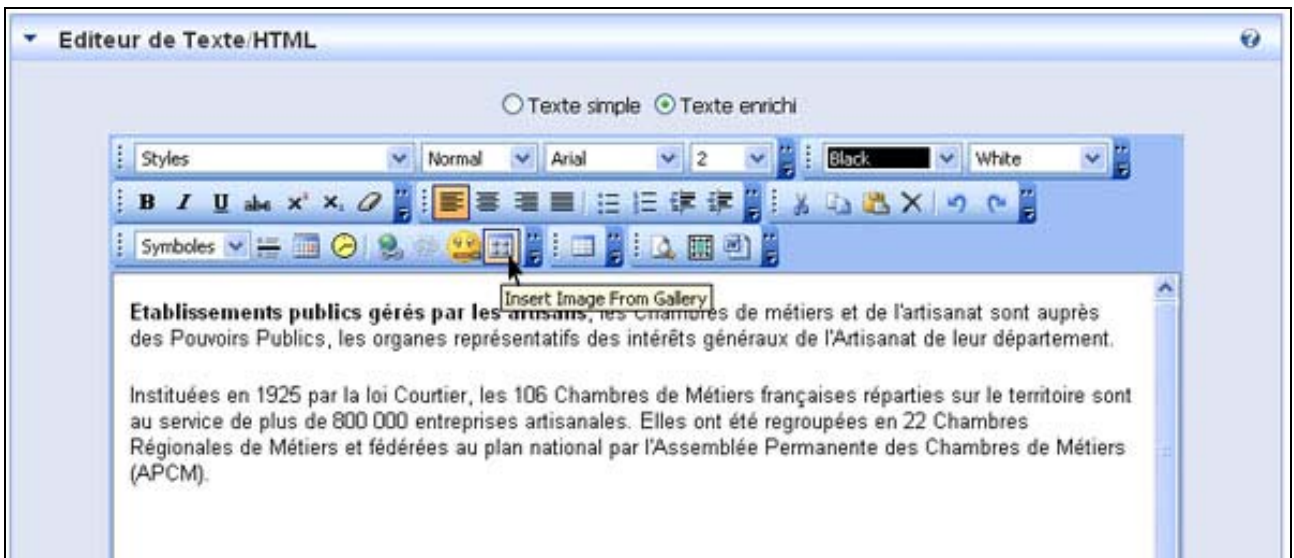 Editeur de Texte/HTML
Texte simple Texte enrichi
Styles Normal Arial 2 Black White
B I U abc x² x₂
Symboles
Insert Image From Gallery
Etablissements publics gérés par les artisans, les Chambres de métiers et de l'artisanat sont auprès
des Pouvoirs Publics, les organes représentatifs des intérêts généraux de l'Artisanat de leur département.
Instituées en 1925 par la loi Courtier, les 106 Chambres de Métiers françaises réparties sur le territoire sont
au service de plus de 800 000 entreprises artisanales. Elles ont été regroupées en 22 Chambres
Régionales de Métiers et fédérées au plan national par l'Assemblée Permanente des Chambres de Métiers
(APCM).